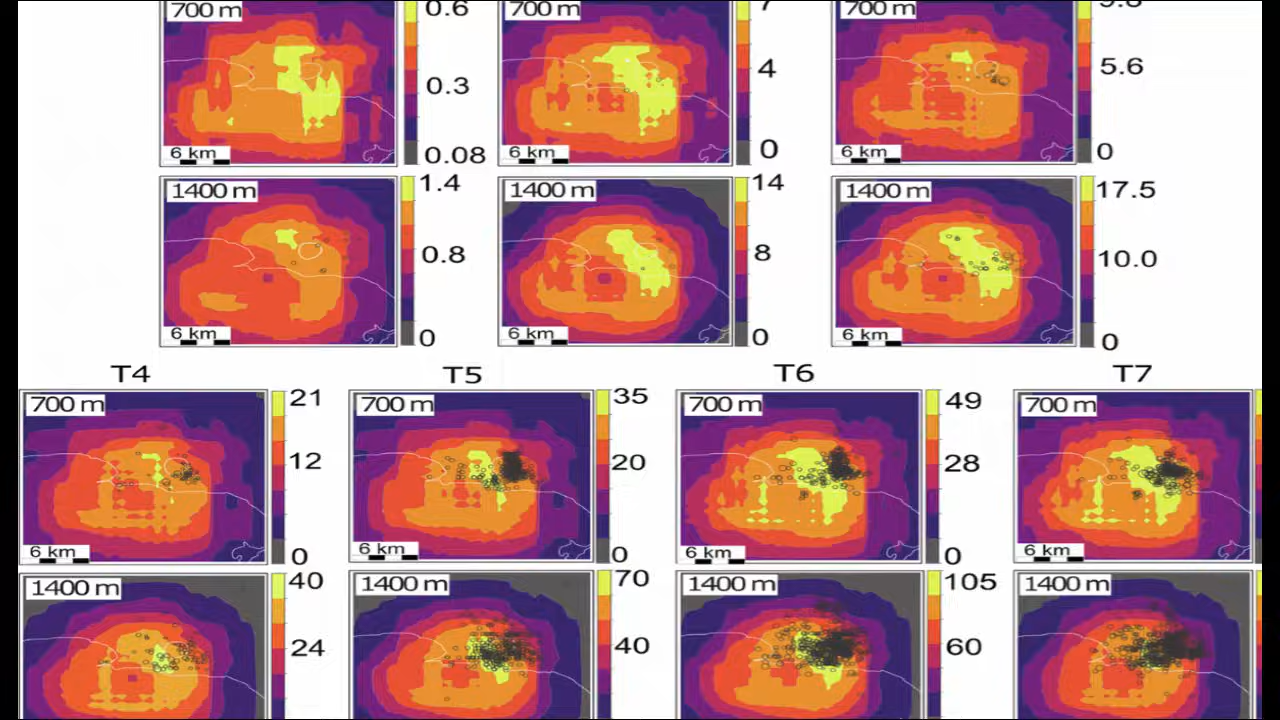 700 m 0.6 700 m 7 700 m 9.8
0.3 4 5.6
6 km 0.08 6 km 0 6 km 0
1400 m 1.4 1400 m 14 1400 m 17.5
0.8 8 10.0
6 km 0 6 km 0 6 km 0
T4 T5 T6 T7
700 m 21 700 m 35 700 m 49 700 m
12 20 28
6 km 0 6 km 0 6 km 0 6 km
1400 m 40 1400 m 70 1400 m 105 1400 m
24 40 60